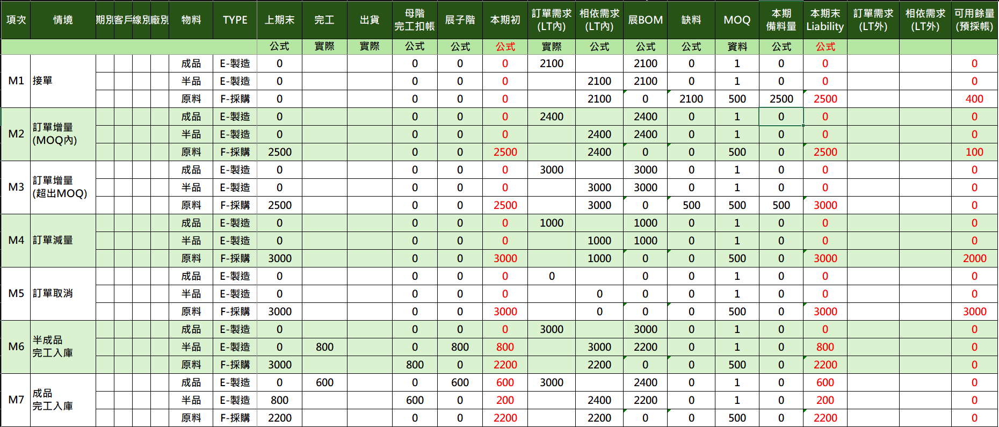 項次 情境 期別 客戶 線別 廠別 物料 TYPE 上期末 完工 出貨 母階完工扣帳 展子階 本期初 訂單需求(LT內) 相依需求(LT內) 展BOM 缺料 MOQ 本期備料量 本期末Liability 訂單需求(LT外) 相依需求(LT外) 可用餘量(預採帳)
公式 實際 實際 公式 公式 公式 實際 公式 公式 公式 資料 公式 公式
M1 接單 成品 E-製造 0 0 0 0 2100 2100 0 1 0 0 0
半品 E-製造 0 0 0 0 2100 2100 0 1 0 0 0
原料 F-採購 0 0 0 0 2100 0 2100 500 2500 2500 400
M2 訂單增量(MOQ內) 成品 E-製造 0 0 0 0 2400 2400 0 1 0 0 0
半品 E-製造 0 0 0 0 2400 2400 0 1 0 0 0
原料 F-採購 2500 0 0 2500 2400 0 0 500 0 2500 100
M3 訂單增量(超出MOQ) 成品 E-製造 0 0 0 0 3000 3000 0 1 0 0 0
半品 E-製造 0 0 0 0 3000 3000 0 1 0 0 0
原料 F-採購 2500 0 0 2500 3000 0 500 500 500 3000 0
M4 訂單減量 成品 E-製造 0 0 0 0 1000 1000 0 1 0 0 0
半品 E-製造 0 0 0 0 1000 1000 0 1 0 0 0
原料 F-採購 3000 0 0 3000 1000 0 0 500 0 3000 2000
M5 訂單取消 成品 E-製造 0 0 0 0 0 0 0 1 0 0 0
半品 E-製造 0 0 0 0 0 0 0 1 0 0 0
原料 F-採購 3000 0 0 3000 0 0 0 500 0 3000 3000
M6 半成品完工入庫 成品 E-製造 0 0 0 0 3000 3000 0 1 0 0 0
半品 E-製造 0 800 0 800 800 3000 2200 0 1 0 800 0
原料 F-採購 3000 800 0 2200 2200 0 0 500 0 2200 0
M7 成品完工入庫 成品 E-製造 0 600 0 600 600 3000 2400 0 1 0 600 0
半品 E-製造 800 600 0 200 2400 2200 0 1 0 200 0
原料 F-採購 2200 0 0 2200 2200 0 0 500 0 2200 0